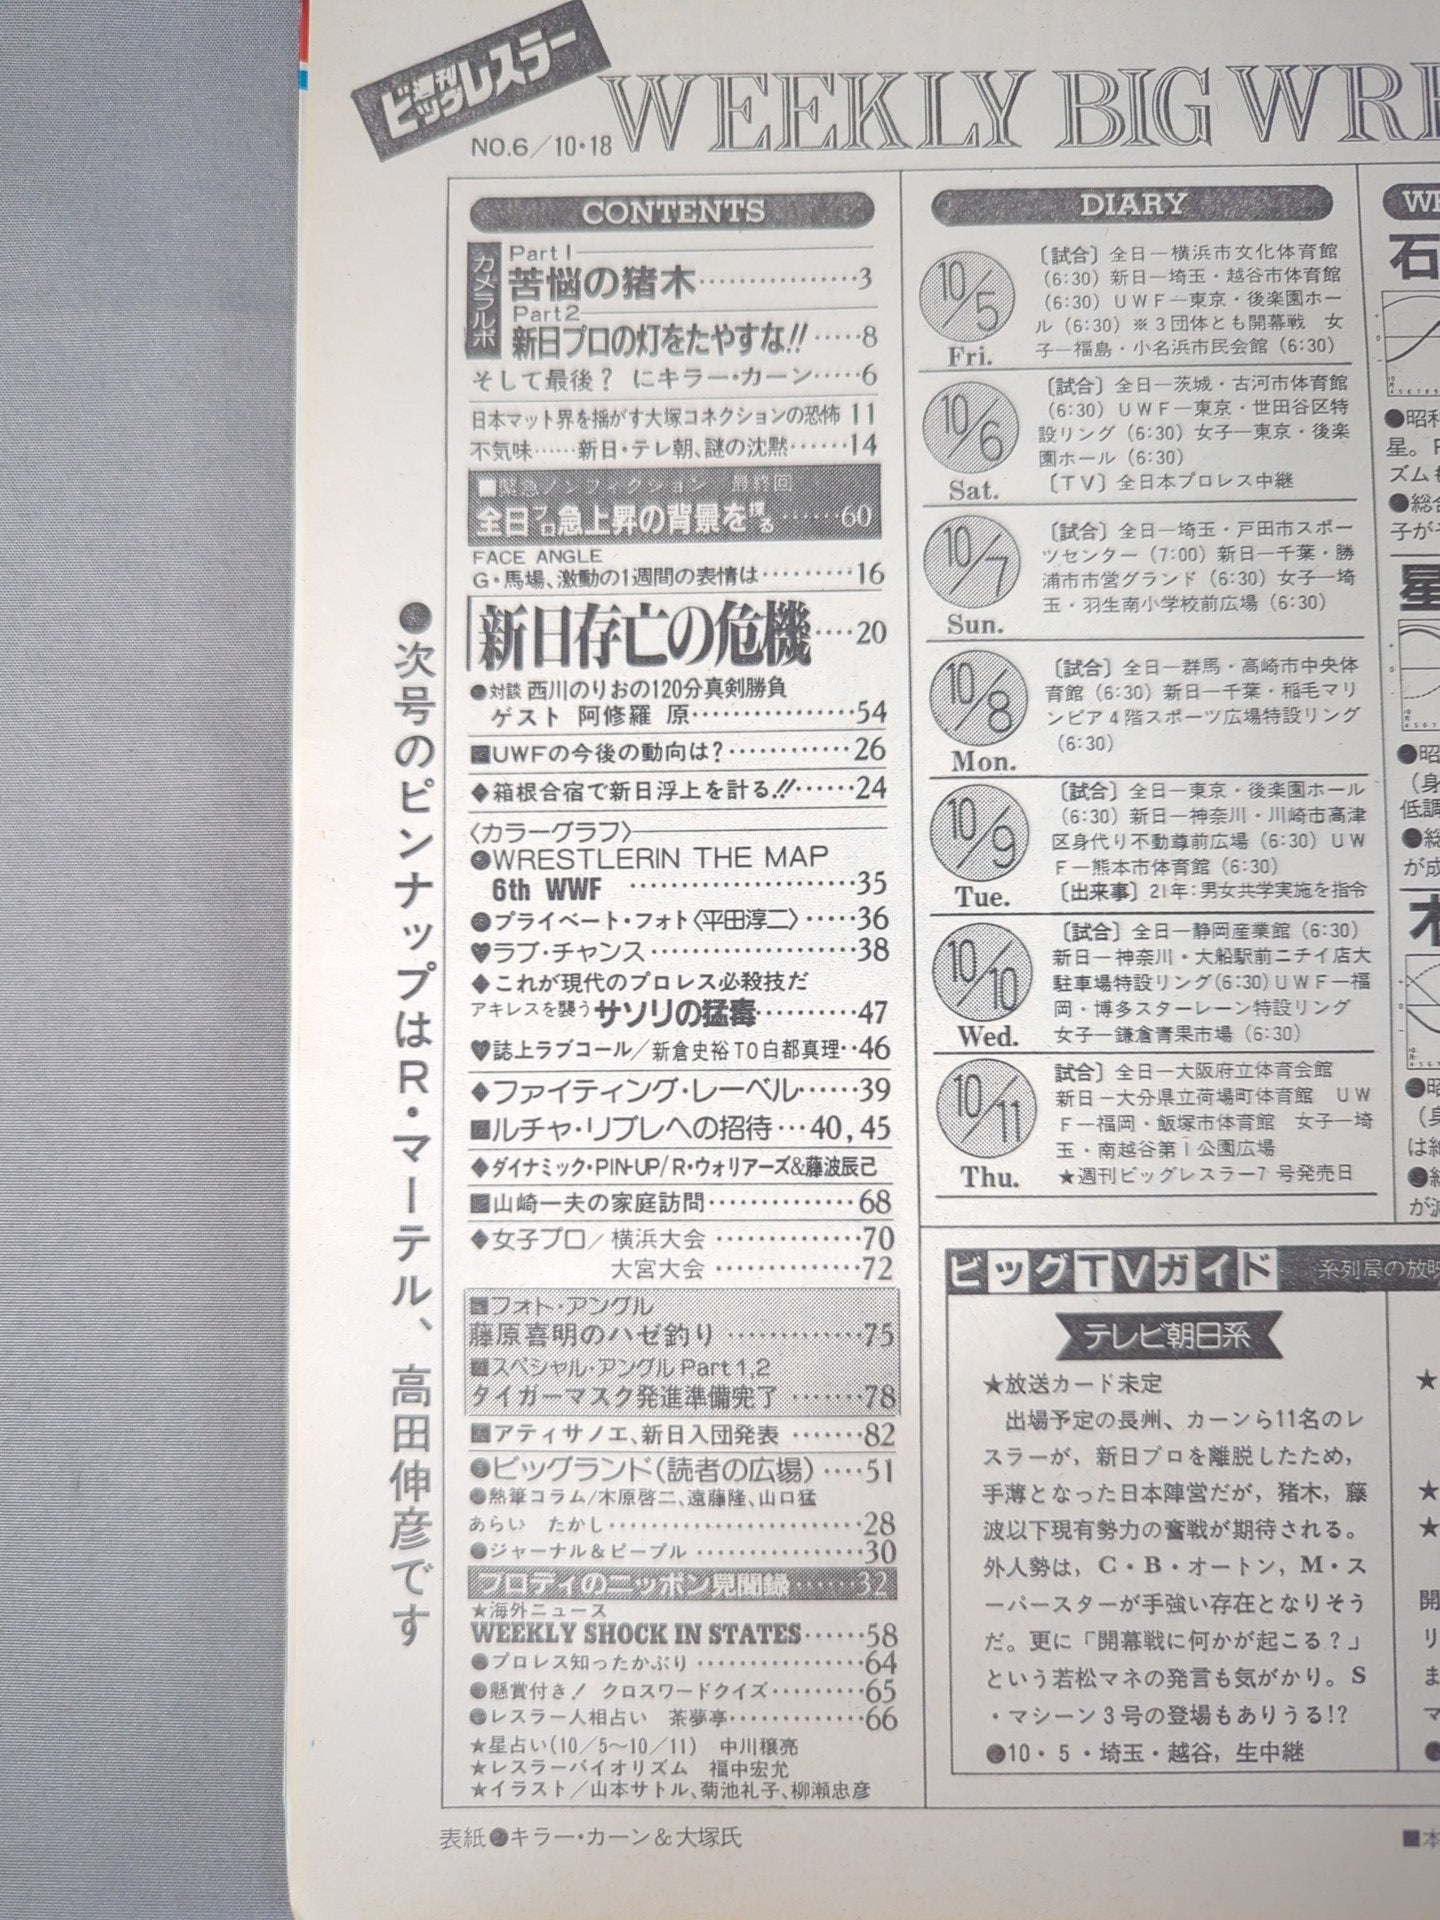 週刊ビッグレスラー
NO.6／10・18
WEEKLY BIG WRE
CONTENTS
カメラルポ
Part 1
苦悩の猪木……………3
Part 2
新日プロの灯をたやすな!!……8
そして最後？ にキラー・カーン……6
日本マット界を揺がす大塚コネクションの恐怖 11
不気味……新日・テレ朝、謎の沈黙……14
■緊急ノンフィクション 最終回
全日プロ急上昇の背景を探る……60
FACE ANGLE
G・馬場、激動の1週間の表情は………16
新日存亡の危機……20
●対談 西川のりおの120分真剣勝負
ゲスト 阿修羅 原……………54
■UWFの今後の動向は？…………26
◆箱根合宿で新日浮上を計る!!……24
〈カラーグラフ〉
●WRESTLERIN THE MAP
6th WWF ……………………35
●プライベート・フォト〈平田淳二〉……36
♥ラブ・チャンス……………………38
◆これが現代のプロレス必殺技だ
アキレスを襲う サソリの猛毒…………47
♥誌上ラブコール／新倉史裕TO白都真理…46
◆ファイティング・レーベル……39
■ルチャ・リブレへの招待…40,45
◆ダイナミック・PIN-UP/R・ウォリアーズ&藤波辰己
■山崎一夫の家庭訪問……………68
◆女子プロ／横浜大会……………70
大宮大会……………72
■フォト・アングル
藤原喜明のハゼ釣り……………75
■スペシャル・アングル Part 1,2
タイガーマスク発進準備完了……78
■アティサノエ、新日入団発表……82
●ビッグランド(読者の広場)……51
●熱筆コラム/木原啓二、遠藤隆、山口猛
あらい たかし……………………28
●ジャーナル＆ピープル……………30
ブロディのニッポン見聞録……32
★海外ニュース
WEEKLY SHOCK IN STATES……58
●プロレス知ったかぶり……………64
●懸賞付き！ クロスワードクイズ………65
●レスラー人相占い 茶夢亭…………66
★星占い(10／5～10／11) 中川穣亮
★レスラーバイオリズム 福中宏允
★イラスト／山本サトル、菊池礼子、柳瀬忠彦
表紙●キラー・カーン＆大塚氏
●次号のピンナップはR・マーテル、高田伸彦です
DIARY
10/5
Fri.
〔試合〕全日―横浜市文化体育館
(6:30) 新日―埼玉・越谷市体育館
(6:30) UWF―東京・後楽園ホー
ル (6:30) ※3団体とも開幕戦 女
子―福島・小名浜市民会館 (6:30)
10/6
Sat.
〔試合〕全日―茨城・古河市体育館
(6:30) UWF―東京・世田谷区特
設リング (6:30) 女子―東京・後楽
園ホール (6:30)
〔TV〕全日本プロレス中継
10/7
Sun.
〔試合〕全日―埼玉・戸田市スポー
ツセンター (7:00) 新日―千葉・勝
浦市市営グランド (6:30) 女子―埼
玉・羽生南小学校前広場 (6:30)
10/8
Mon.
〔試合〕全日―群馬・高崎市中央体
育館 (6:30) 新日―千葉・稲毛マリ
ンピア4階スポーツ広場特設リング
(6:30)
10/9
Tue.
〔試合〕全日―東京・後楽園ホール
(6:30) 新日―神奈川・川崎市高津
区身代り不動尊前広場 (6:30) UW
F―熊本市体育館 (6:30)
〔出来事〕21年：男女共学実施を指令
10/10
Wed.
〔試合〕全日―静岡産業館 (6:30)
新日―神奈川・大船駅前ニチイ店大
駐車場特設リング (6:30) UWF―福
岡・博多スターレーン特設リング
女子―鎌倉青果市場 (6:30)
10/11
Thu.
〔試合〕全日―大阪府立体育会館
新日―大分県立荷揚町体育館 UW
F―福岡・飯塚市体育館 女子―埼
玉・南越谷第1公園広場
★週刊ビッグレスラー7号発売日
ビッグTVガイド 系列局の放映
テレビ朝日系
★放送カード未定
出場予定の長州、カーンら11名のレ
スラーが，新日プロを離脱したため，
手薄となった日本陣営だが，猪木，藤
波以下現有勢力の奮戦が期待される。
外人勢は，C・B・オートン，M・ス
ーパースターが手強い存在となりそう
だ。更に「開幕戦に何かが起こる？」
という若松マネの発言も気がかり。S
・マシーン3号の登場もありうる!?
●10・5・埼玉・越谷，生中継